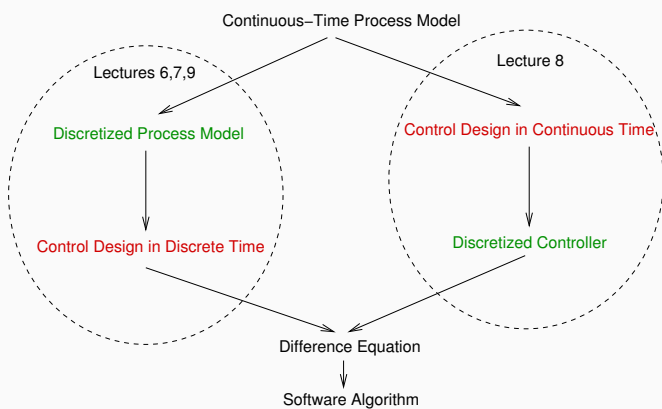 Continuous−Time Process Model
Lectures 6,7,9
Lecture 8
Discretized Process Model
Control Design in Continuous Time
Control Design in Discrete Time
Discretized Controller
Difference Equation
Software Algorithm